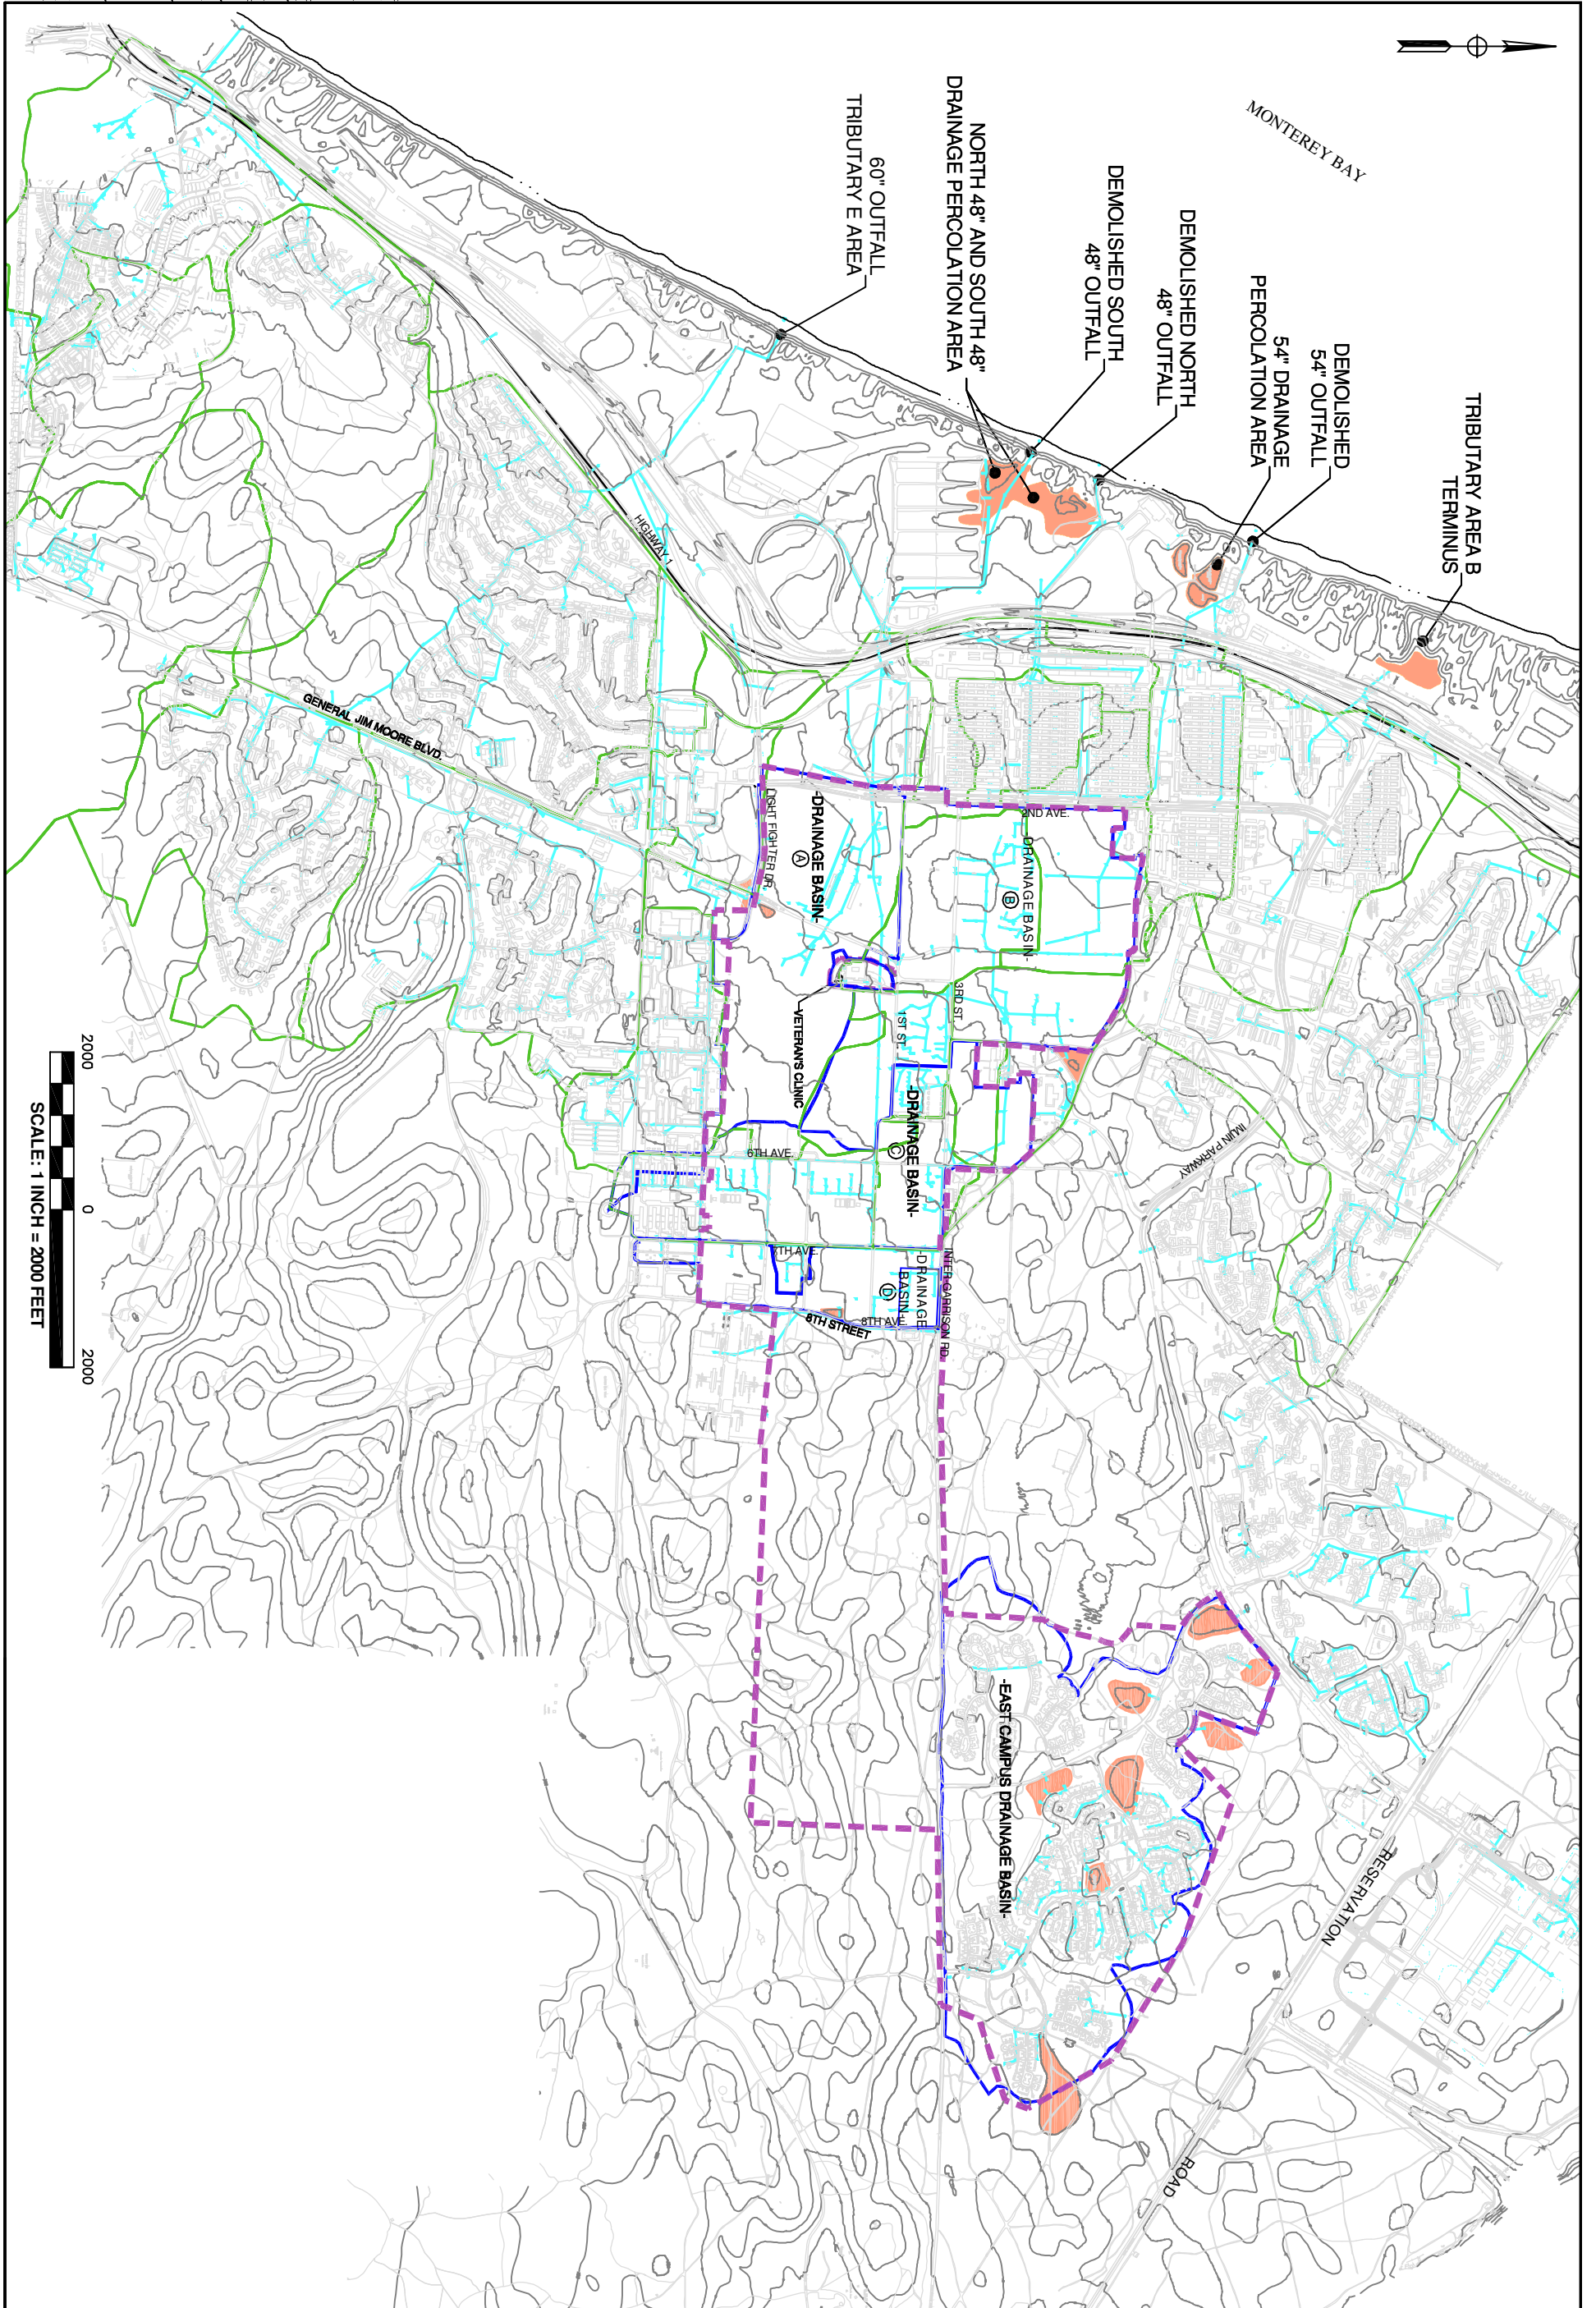 MONTEREY BAY
TRIBUTARY AREA B
TERMINUS
DEMOLISHED
54" OUTFALL
54" DRAINAGE
PERCOLATION AREA
DEMOLISHED NORTH
48" OUTFALL
DEMOLISHED SOUTH
48" OUTFALL
NORTH 48" AND SOUTH 48"
DRAINAGE PERCOLATION AREA
60" OUTFALL
TRIBUTARY E AREA
HIGHWAY 1
GENERAL JIM MOORE BLVD.
LIGHT FIGHTER DR.
-DRAINAGE BASIN-
A
2ND AVE.
-DRAINAGE BASIN-
B
3RD ST.
1ST ST.
VETERAN'S CLINIC
-DRAINAGE BASIN-
C
6TH AVE.
IMJIN PARKWAY
7TH AVE.
-DRAINAGE
BASIN-
D
8TH AVE.
8TH STREET
INTER-GARRISON RD.
-EAST CAMPUS DRAINAGE BASIN-
RESERVATION
ROAD
2000
0
2000
SCALE: 1 INCH = 2000 FEET